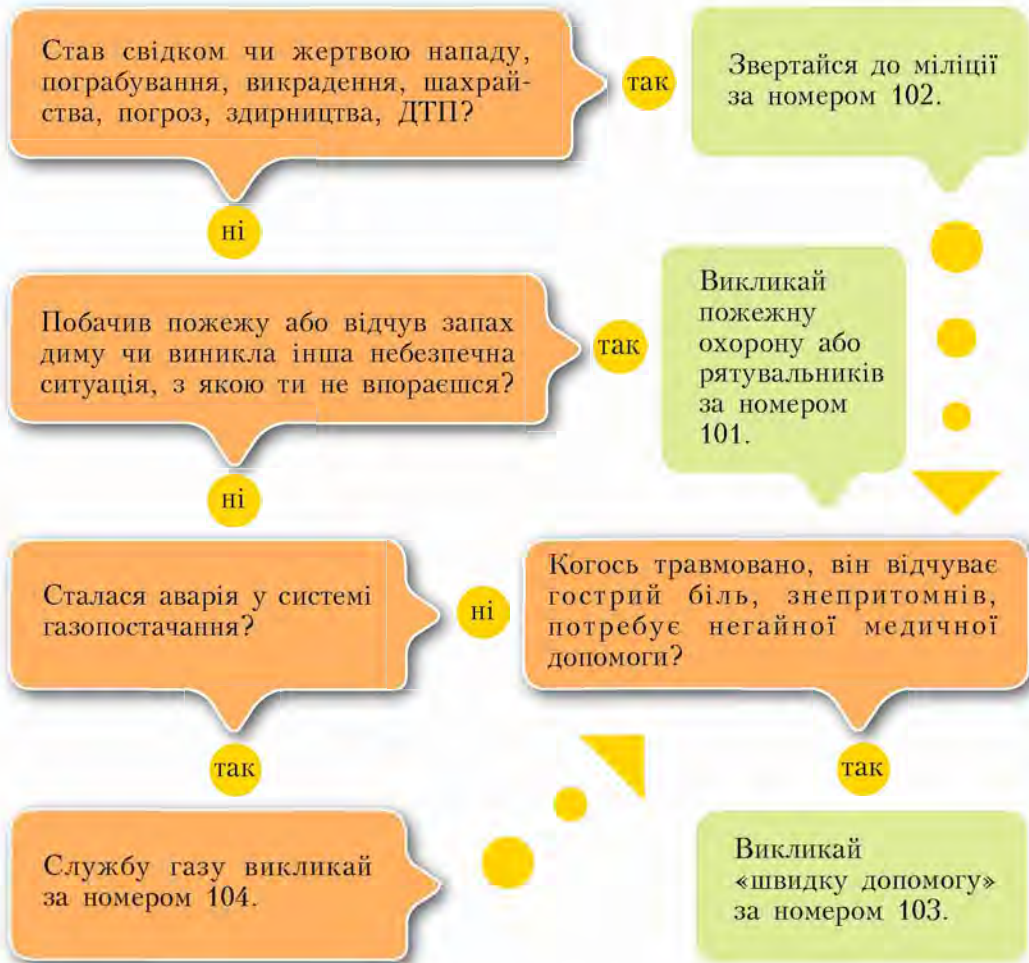 Став свідком чи жертвою нападу,
пограбування, викрадення, шахрай-
ства, погроз, здирництва, ДТП?
так
Звертайся до міліції
за номером 102.
ні
Побачив пожежу або відчув запах
диму чи виникла інша небезпечна
ситуація, з якою ти не впораєшся?
так
Викликай
пожежну
охорону або
рятувальників
за номером
101.
ні
Сталася аварія у системі
газопостачання?
ні
Когось травмовано, він відчуває
гострий біль, знепритомнів,
потребує негайної медичної
допомоги?
так
так
Службу газу викликай
за номером 104.
Викликай
«швидку допомогу»
за номером 103.